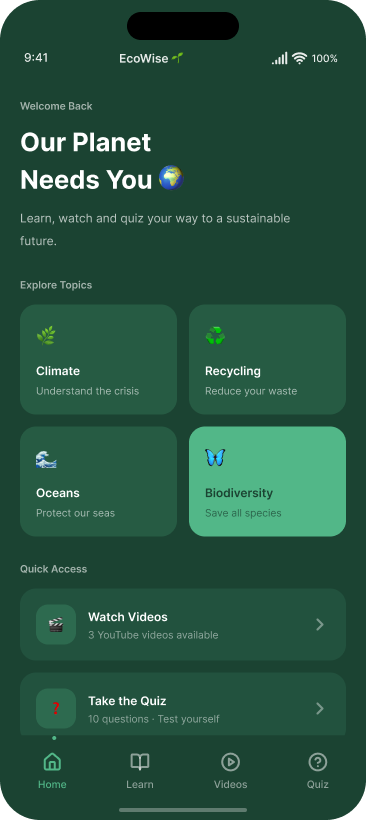 9:41 EcoWise🌱 100%
Welcome Back
Our Planet
Needs You 🌍
Learn, watch and quiz your way to a sustainable
future.
Explore Topics
Climate
Understand the crisis
Recycling
Reduce your waste
Oceans
Protect our seas
Biodiversity
Save all species
Quick Access
Watch Videos
3 YouTube videos available
❓ Take the Quiz
10 questions · Test yourself
Home Learn Videos Quiz